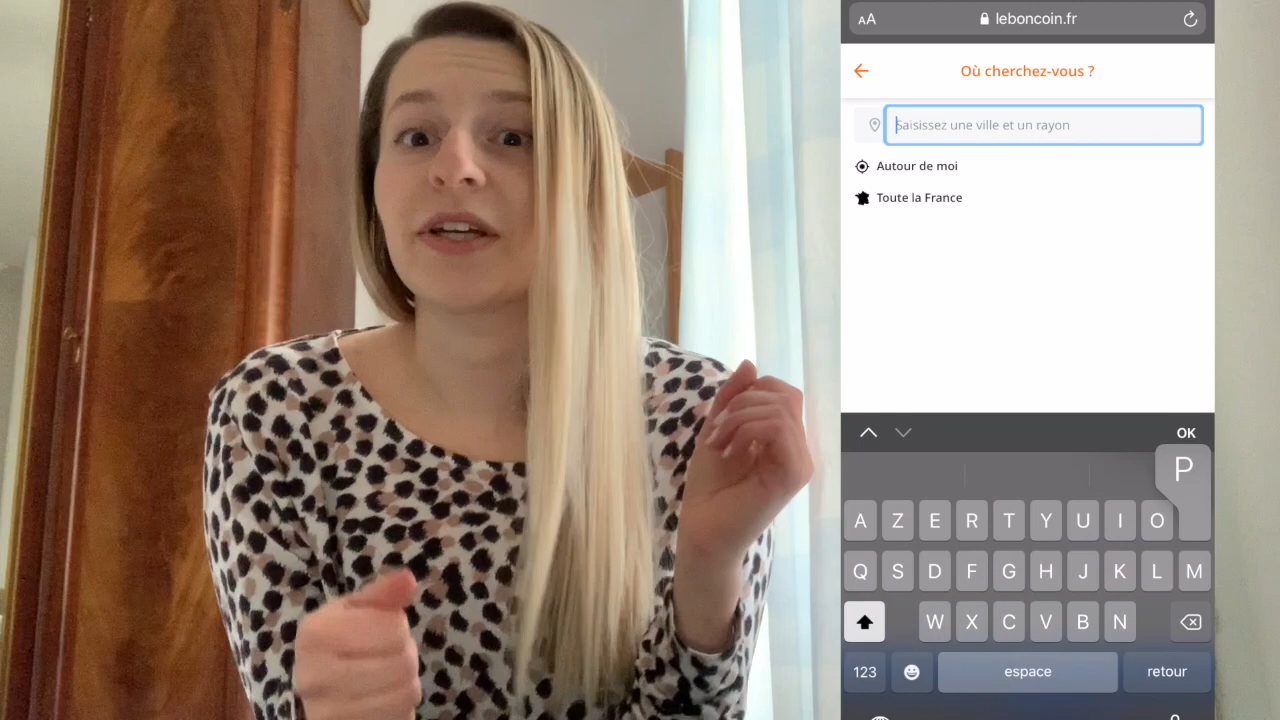 AA leboncoin.fr
Où cherchez-vous ?
Saisissez une ville et un rayon
Autour de moi
Toute la France
OK
P
A Z E R T Y U I O
Q S D F G H J K L M
W X C V B N
123 espace retour